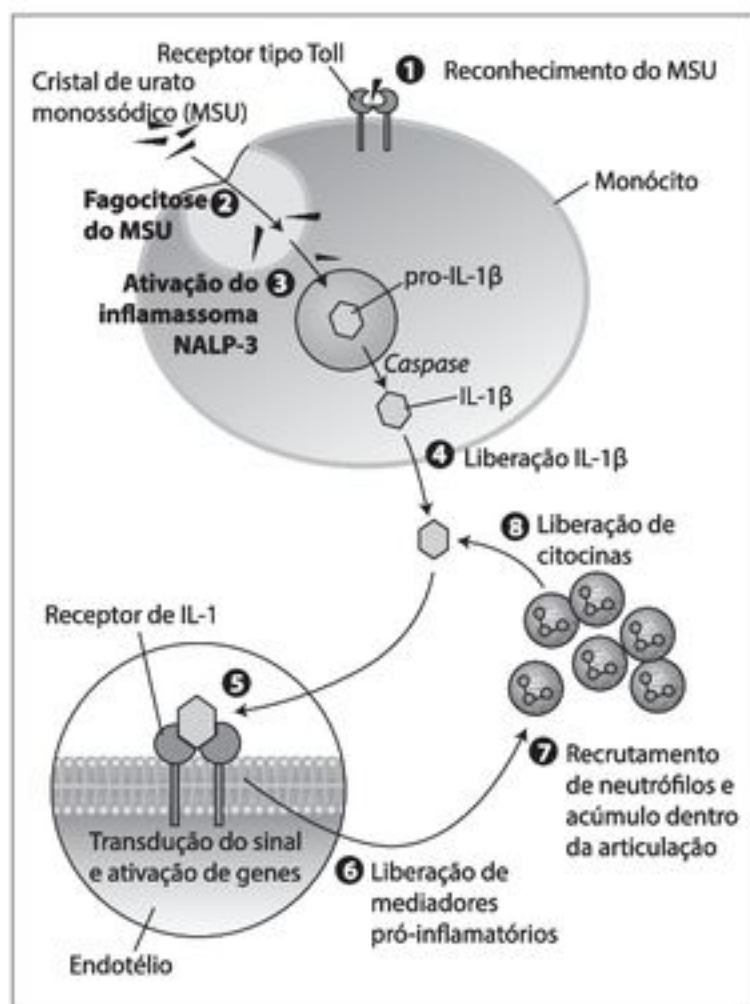 Receptor tipo Toll
1 Reconhecimento do MSU
Cristal de urato
monossódico (MSU)
Monócito
Fagocitose 2
do MSU
Ativação do 3
inflamassoma
NALP-3
pro-IL-1β
Caspase
IL-1β
4 Liberação IL-1β
8 Liberação de
citocinas
Receptor de IL-1
5
7 Recrutamento
de neutrófilos e
acúmulo dentro
da articulação
Transdução do sinal
e ativação de genes
6 Liberação de
mediadores
pró-inflamatórios
Endotélio